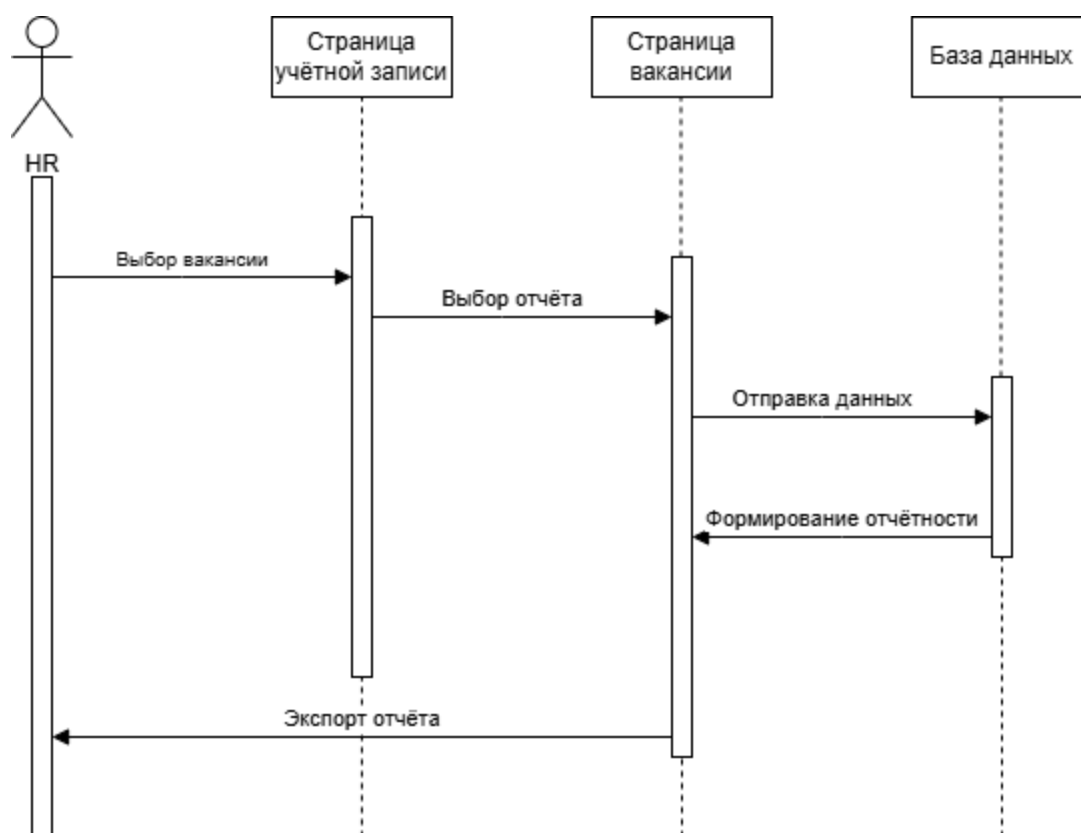 Страница
учётной записи
Страница
вакансии
База данных
HR
Выбор вакансии
Выбор отчёта
Отправка данных
Формирование отчётности
Экспорт отчёта